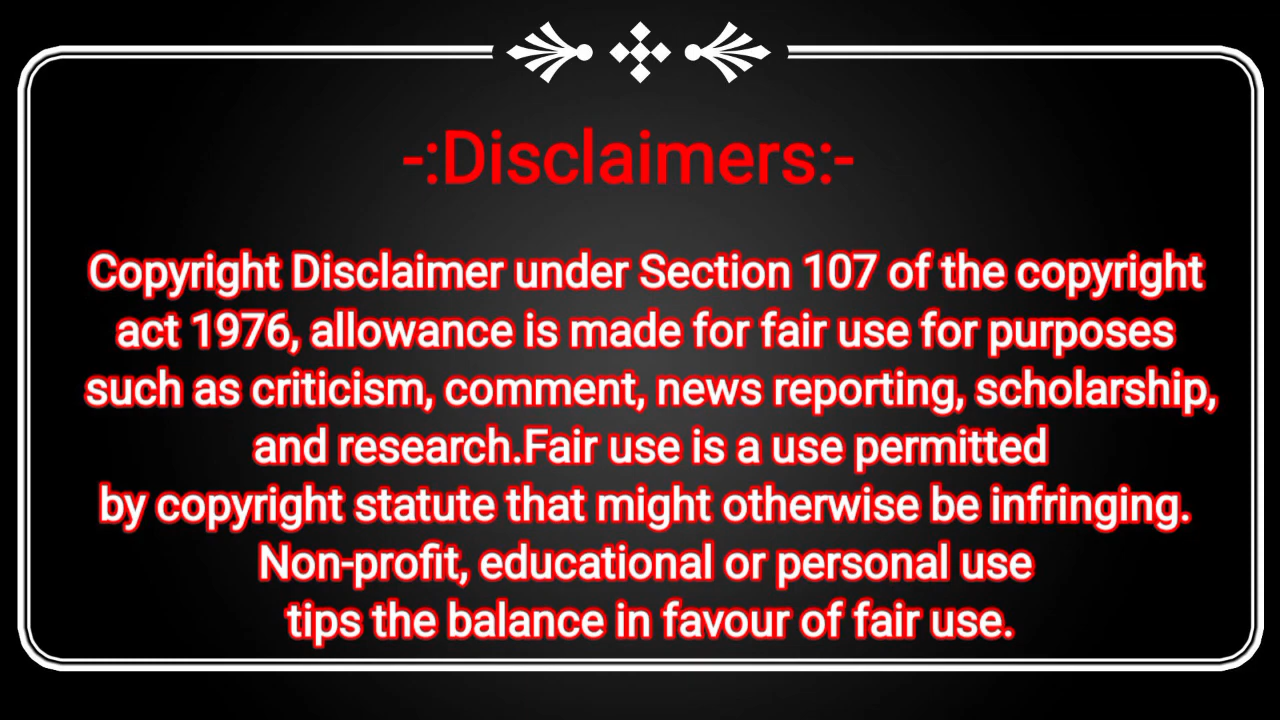 -:Disclaimers:-
Copyright Disclaimer under Section 107 of the copyright
act 1976, allowance is made for fair use for purposes
such as criticism, comment, news reporting, scholarship,
and research.Fair use is a use permitted
by copyright statute that might otherwise be infringing.
Non-profit, educational or personal use
tips the balance in favour of fair use.